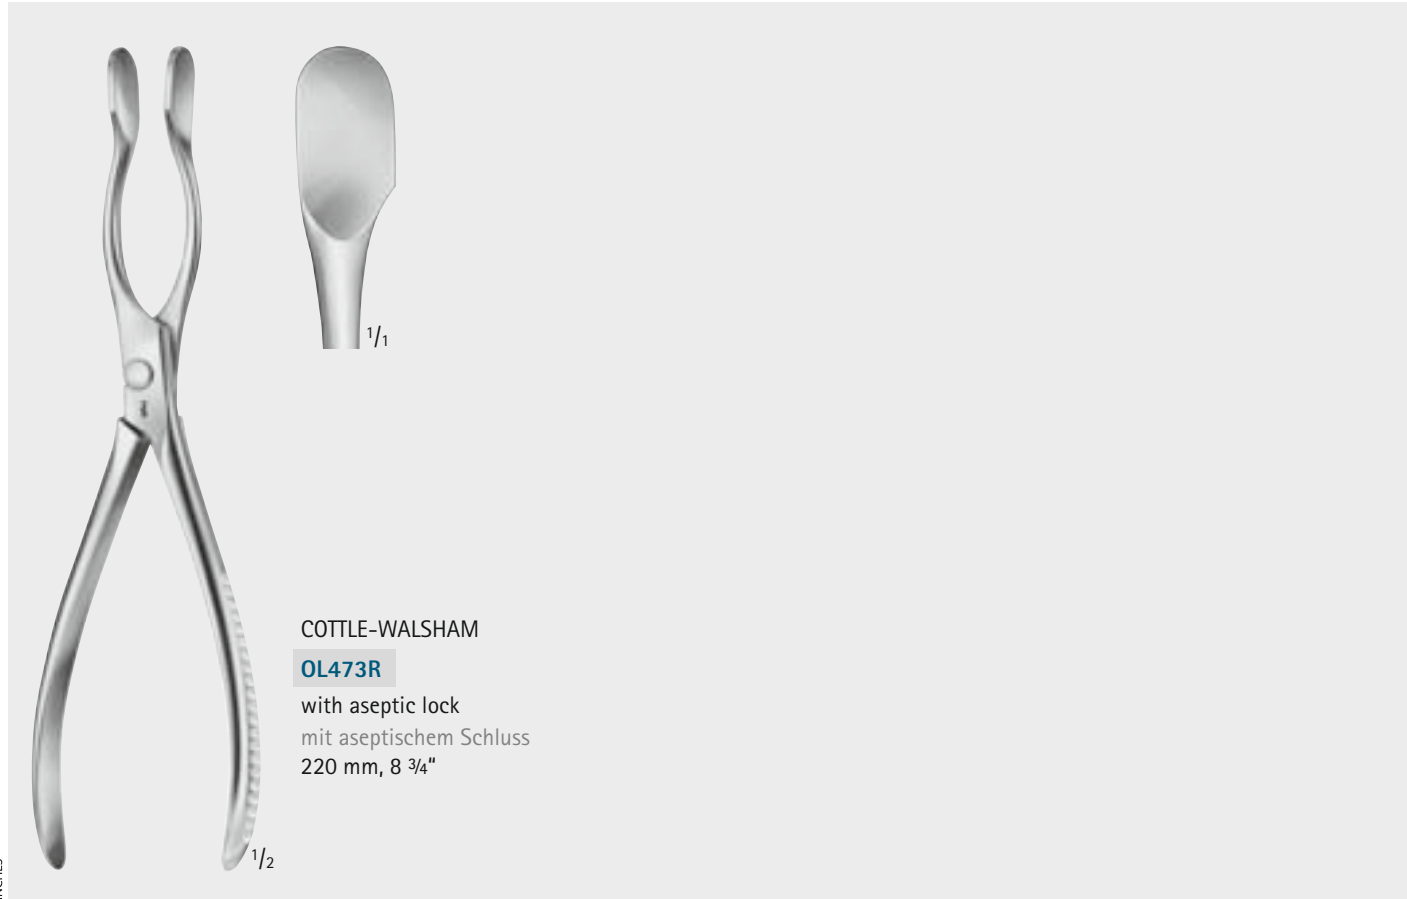 1/1
COTTLE-WALSHAM
OL473R
with aseptic lock
mit aseptischem Schluss
220 mm, 8 ¾“
1/2